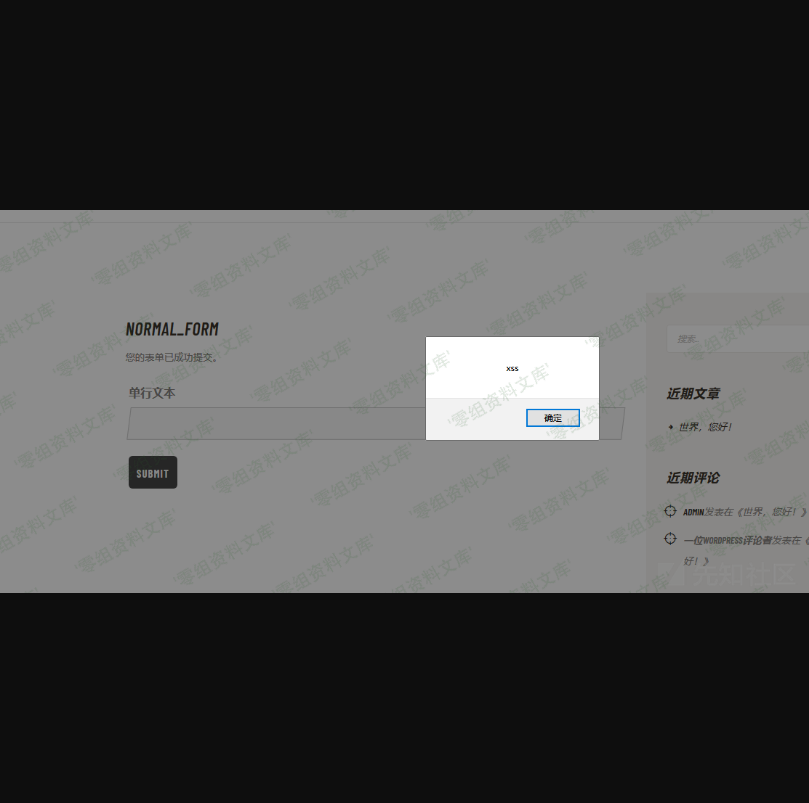 NORMAL_FORM
您的表单已成功提交。
单行文本
SUBMIT
xss
确定
搜索
近期文章
世界，您好！
近期评论
ADMIN发表在《世界，您好！》
一位WORDPRESS评论者发表在《
好！》
零组资料文库
先知社区